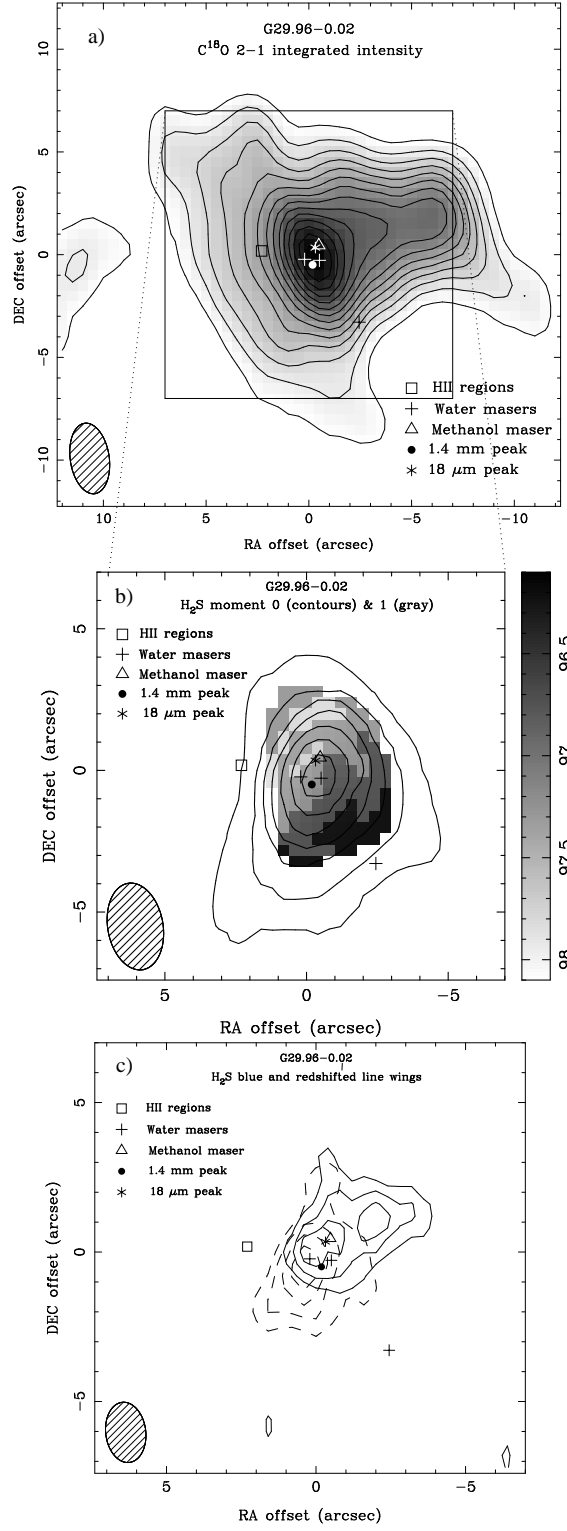 a)
G29.96−0.02
C¹⁸O 2−1 integrated intensity
10
5
0
−5
−10
DEC offset (arcsec)
HII regions
Water masers
Methanol maser
1.4 mm peak
18 μm peak
10
5
0
−5
−10
RA offset (arcsec)
b)
G29.96−0.02
H₂S moment 0 (contours) & 1 (gray)
HII regions
Water masers
Methanol maser
1.4 mm peak
18 μm peak
5
0
−5
DEC offset (arcsec)
5
0
−5
RA offset (arcsec)
96.5
97
97.5
98
c)
G29.96−0.02
H₂S blue and redshifted line wings
HII regions
Water masers
Methanol maser
1.4 mm peak
18 μm peak
5
0
−5
DEC offset (arcsec)
5
0
−5
RA offset (arcsec)